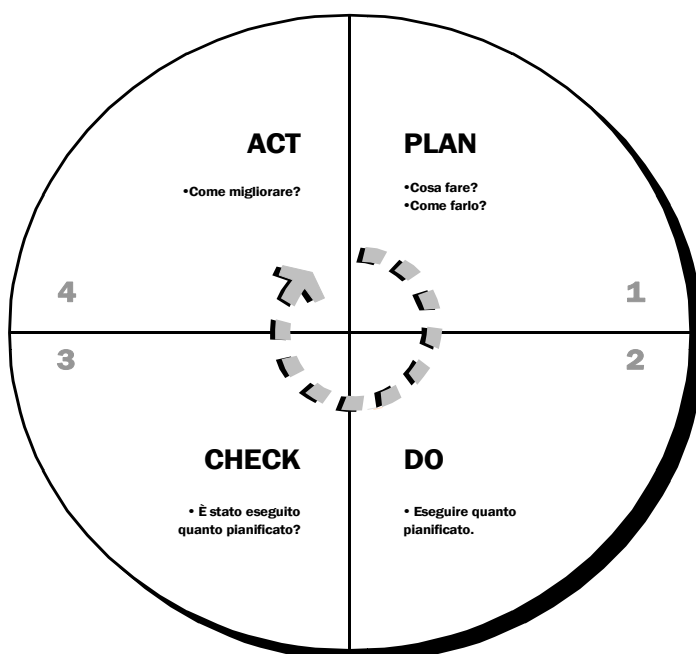 ACT
•Come migliorare?
4
PLAN
•Cosa fare?
•Come farlo?
1
3
CHECK
• È stato eseguito
quanto pianificato?
2
DO
• Eseguire quanto
pianificato.